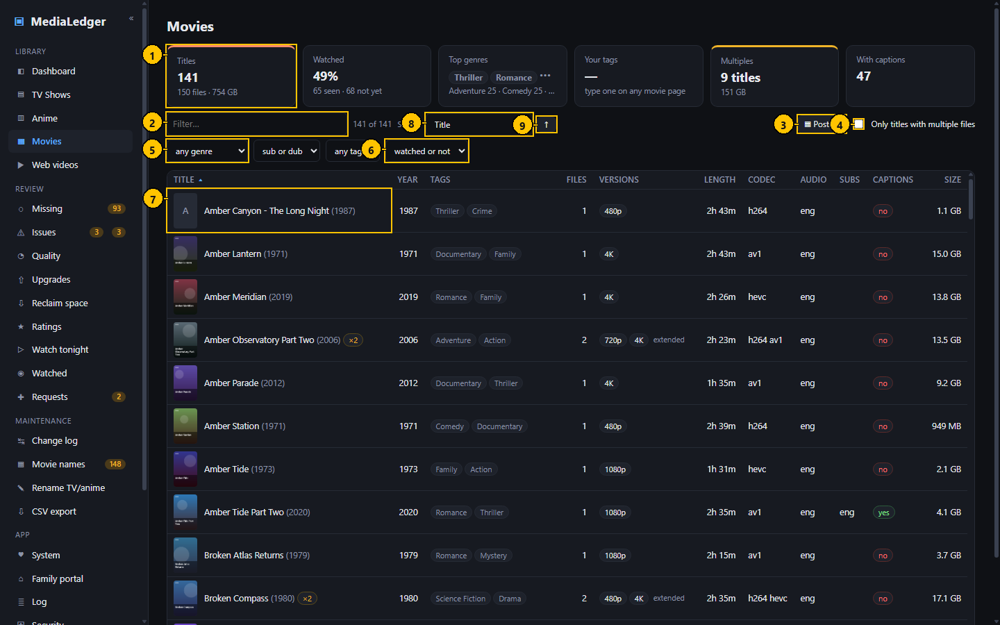 MediaLedger «
LIBRARY
Dashboard
TV Shows
Anime
Movies
Web videos
REVIEW
Missing 93
Issues 3 3
Quality
Upgrades
Reclaim space
Ratings
Watch tonight
Watched
Requests 2
MAINTENANCE
Change log
Movie names 148
Rename TV/anime
CSV export
APP
System
Family portal
Log
Security
Movies
1
Titles
141
150 files · 754 GB
Watched
49%
65 seen · 68 not yet
Top genres
Thriller Romance •••
Adventure 25 · Comedy 25 · ...
Your tags
—
type one on any movie page
Multiples
9 titles
151 GB
With captions
47
2 Filter... 141 of 141 S 8 Title 9 ↑ 3 Post 4 Only titles with multiple files
5 any genre sub or dub any tag 6 watched or not
TITLE YEAR TAGS FILES VERSIONS LENGTH CODEC AUDIO SUBS CAPTIONS SIZE
7 A Amber Canyon - The Long Night (1987) 1987 Thriller Crime 1 480p 2h 43m h264 eng no 1.1 GB
Amber Lantern (1971) 1971 Documentary Family 1 4K 2h 43m av1 eng no 15.0 GB
Amber Meridian (2019) 2019 Romance Family 1 4K 2h 26m hevc eng no 13.8 GB
Amber Observatory Part Two (2006) ×2 2006 Adventure Action 2 720p 4K extended 2h 23m h264 av1 eng no 13.5 GB
Amber Parade (2012) 2012 Documentary Thriller 1 4K 1h 35m av1 eng no 9.2 GB
Amber Station (1971) 1971 Comedy Documentary 1 480p 2h 39m h264 eng no 949 MB
Amber Tide (1973) 1973 Family Action 1 1080p 1h 31m hevc eng no 2.1 GB
Amber Tide Part Two (2020) 2020 Romance Thriller 1 1080p 2h 35m av1 eng eng yes 4.1 GB
Broken Atlas Returns (1979) 1979 Romance Mystery 1 1080p 2h 15m av1 eng no 3.7 GB
Broken Compass (1980) ×2 1980 Science Fiction Drama 2 480p 4K extended 2h 35m h264 hevc eng no 17.1 GB